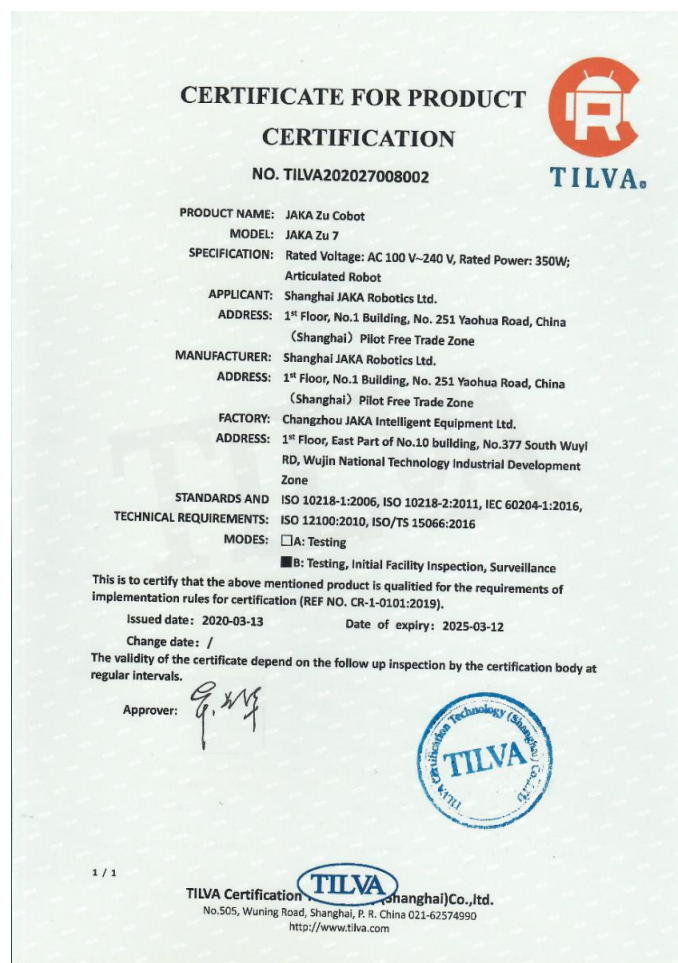 CERTIFICATE FOR PRODUCT
CERTIFICATION
R
TILVA®
NO. TILVA202027008002
PRODUCT NAME: JAKA Zu Cobot
MODEL: JAKA Zu 7
SPECIFICATION: Rated Voltage: AC 100 V~240 V, Rated Power: 350W;
Articulated Robot
APPLICANT: Shanghai JAKA Robotics Ltd.
ADDRESS: 1st Floor, No.1 Building, No. 251 Yaohua Road, China
（Shanghai）Pilot Free Trade Zone
MANUFACTURER: Shanghai JAKA Robotics Ltd.
ADDRESS: 1st Floor, No.1 Building, No. 251 Yaohua Road, China
（Shanghai）Pilot Free Trade Zone
FACTORY: Changzhou JAKA Intelligent Equipment Ltd.
ADDRESS: 1st Floor, East Part of No.10 building, No.377 South Wuyi
RD, Wujin National Technology Industrial Development
Zone
STANDARDS AND ISO 10218-1:2006, ISO 10218-2:2011, IEC 60204-1:2016,
TECHNICAL REQUIREMENTS: ISO 12100:2010, ISO/TS 15066:2016
MODES: □A: Testing
■B: Testing, Initial Facility Inspection, Surveillance
This is to certify that the above mentioned product is qualitied for the requirements of
implementation rules for certification (REF NO. CR-1-0101:2019).
Issued date: 2020-03-13 Date of expiry: 2025-03-12
Change date: /
The validity of the certificate depend on the follow up inspection by the certification body at
regular intervals.
Approver:
TILVA Certification Technology (Shanghai) Co.,LTD
TILVA
1 / 1
TILVA
TILVA Certification (Shanghai)Co.,ltd.
No.505, Wuning Road, Shanghai, P. R. China 021-62574990
http://www.tilva.com